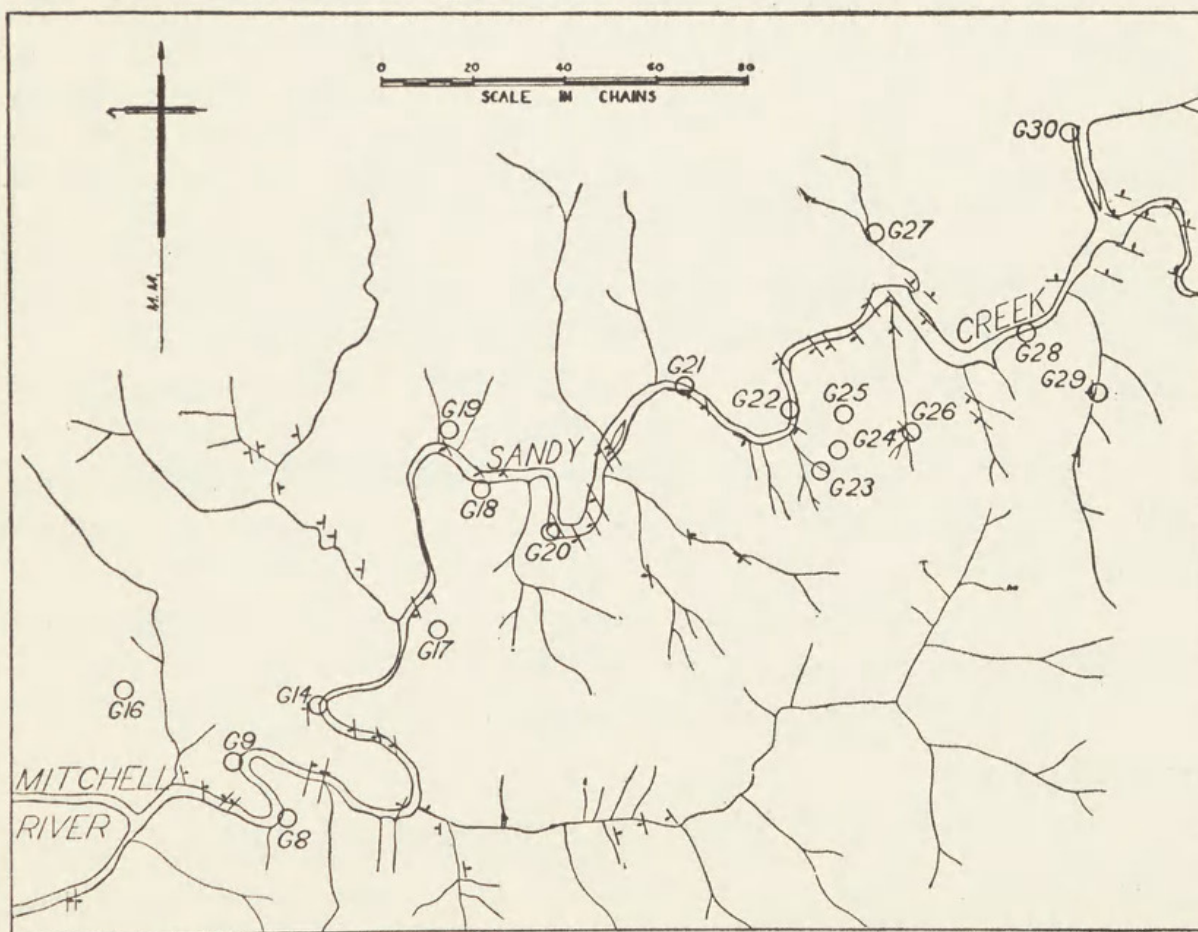 0 20 40 60 80
SCALE IN CHAINS
M.M.
G30
G27
CREEK
G28
G21
G29
G22
G25
G26
G19
SANDY
G24
G23
G18
G20
G17
G14
G16
G9
MITCHELL
RIVER
G8